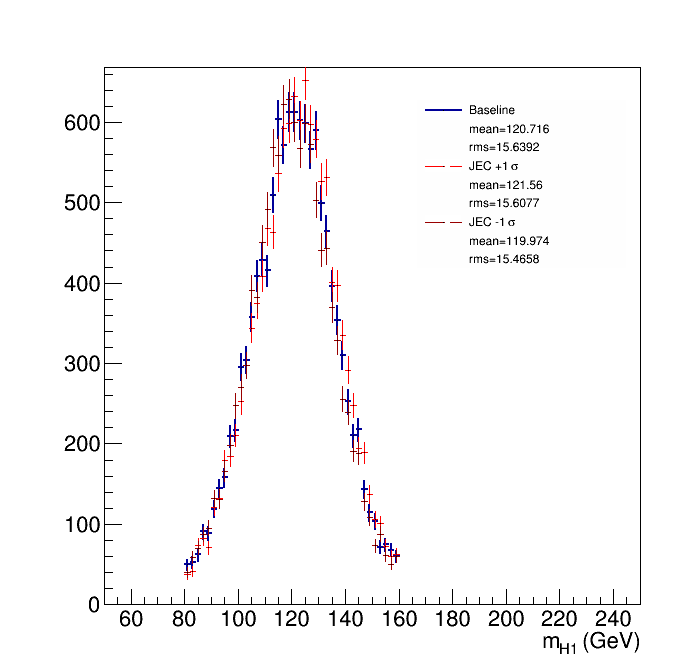 600
500
400
300
200
100
0
Baseline
mean=120.716
rms=15.6392
JEC +1 σ
mean=121.56
rms=15.6077
JEC -1 σ
mean=119.974
rms=15.4658
60 80 100 120 140 160 180 200 220 240
m_H1 (GeV)